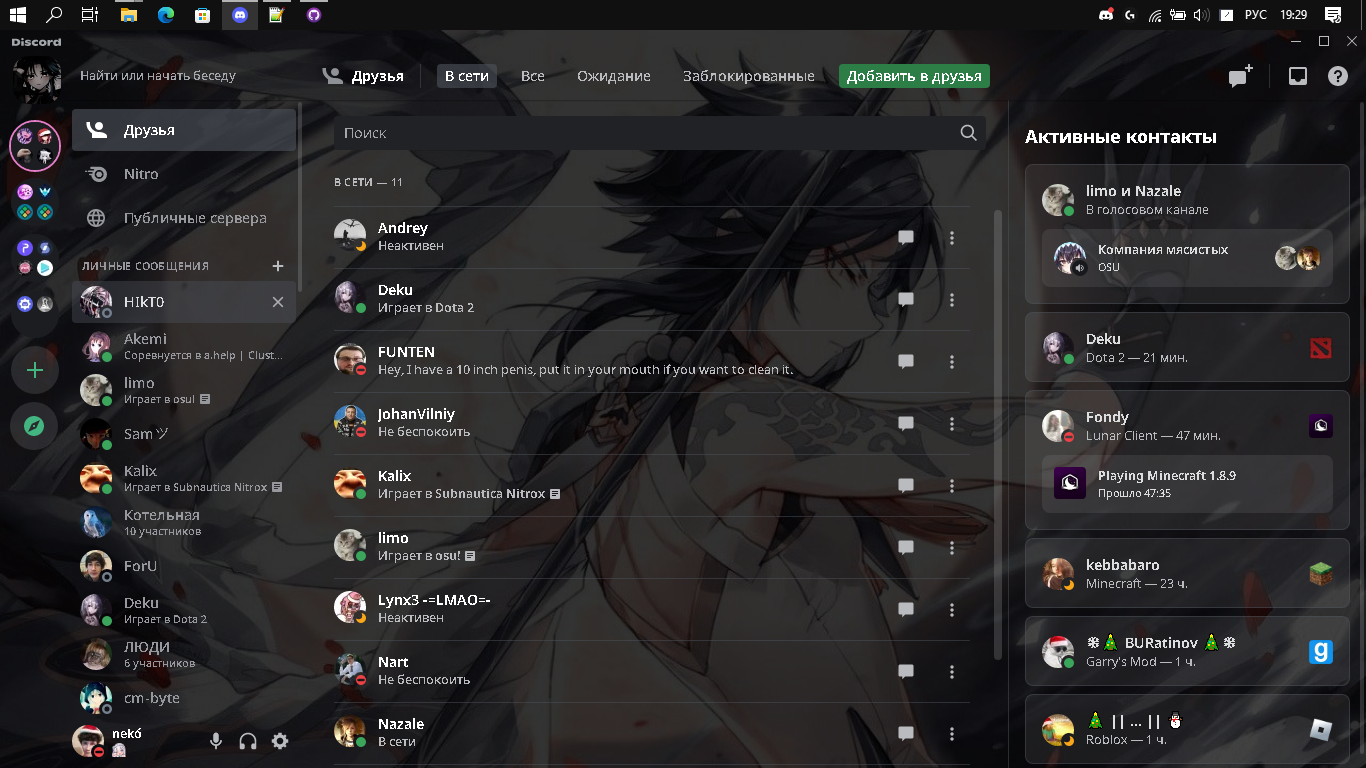 РУС
19:29
Discord
Найти или начать беседу
Друзья
В сети
Все
Ожидание
Заблокированные
Добавить в друзья
Друзья
Nitro
Публичные сервера
ЛИЧНЫЕ СООБЩЕНИЯ
HIkT0
Akemi
Соревнуется в a.help | Clust...
limo
Играет в osu!
Sam ツ
Kalix
Играет в Subnautica Nitrox
Котельная
10 участников
ForU
Deku
Играет в Dota 2
ЛЮДИ
6 участников
cm-byte
nekó
Поиск
В СЕТИ — 11
Andrey
Неактивен
Deku
Играет в Dota 2
FUNTEN
Hey, I have a 10 inch penis, put it in your mouth if you want to clean it.
JohanVilniy
Не беспокоить
Kalix
Играет в Subnautica Nitrox
limo
Играет в osu!
Lynx3 -=LMAO=-
Неактивен
Nart
Не беспокоить
Nazale
В сети
Активные контакты
limo и Nazale
В голосовом канале
Компания мясистых
OSU
Deku
Dota 2 — 21 мин.
Fondy
Lunar Client — 47 мин.
Playing Minecraft 1.8.9
Прошло 47:35
kebbabaro
Minecraft — 23 ч.
❄🎄 BURatinov 🎄❄
Garry's Mod — 1 ч.
🎄 || ... || ⛄
Roblox — 1 ч.